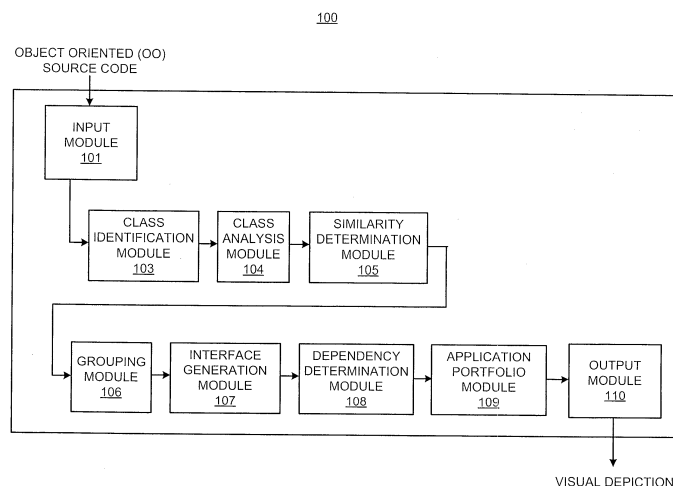 100
OBJECT ORIENTED (OO)
SOURCE CODE
INPUT
MODULE
101
CLASS
IDENTIFICATION
MODULE
103
CLASS
ANALYSIS
MODULE
104
SIMILARITY
DETERMINATION
MODULE
105
GROUPING
MODULE
106
INTERFACE
GENERATION
MODULE
107
DEPENDENCY
DETERMINATION
MODULE
108
APPLICATION
PORTFOLIO
MODULE
109
OUTPUT
MODULE
110
VISUAL DEPICTION